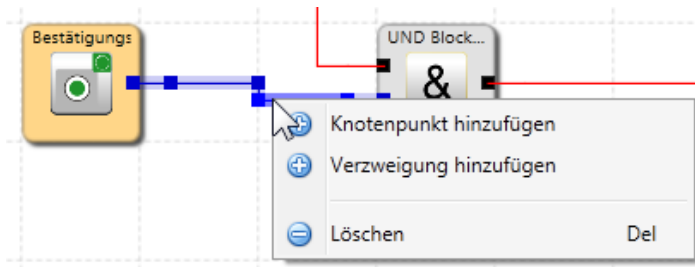 Bestätigungs
UND Block...
&
Knotenpunkt hinzufügen
Verzweigung hinzufügen
Löschen Del